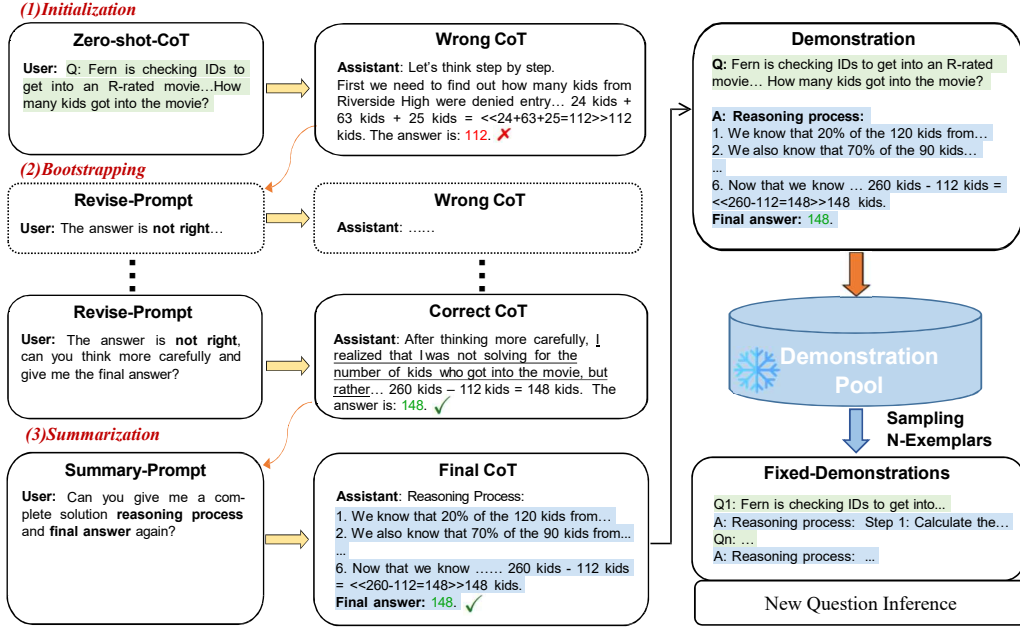 (1)Initialization
Zero-shot-CoT
User: Q: Fern is checking IDs to
get into an R-rated movie…How
many kids got into the movie?
Wrong CoT
Assistant: Let's think step by step.
First we need to find out how many kids from
Riverside High were denied entry… 24 kids +
63 kids + 25 kids = <<24+63+25=112>>112
kids. The answer is: 112. ✗
(2)Bootstrapping
Revise-Prompt
User: The answer is not right…
Wrong CoT
Assistant: ……
Revise-Prompt
User: The answer is not right,
can you think more carefully and
give me the final answer?
Correct CoT
Assistant: After thinking more carefully, I
realized that I was not solving for the
number of kids who got into the movie, but
rather… 260 kids – 112 kids = 148 kids. The
answer is: 148. ✓
(3)Summarization
Summary-Prompt
User: Can you give me a com-
plete solution reasoning process
and final answer again?
Final CoT
Assistant: Reasoning Process:
1. We know that 20% of the 120 kids from…
2. We also know that 70% of the 90 kids from...
...
6. Now that we know …… 260 kids - 112 kids
= <<260-112=148>>148 kids.
Final answer: 148. ✓
Demonstration
Q: Fern is checking IDs to get into an R-rated
movie… How many kids got into the movie?
A: Reasoning process:
1. We know that 20% of the 120 kids from…
2. We also know that 70% of the 90 kids…
...
6. Now that we know … 260 kids - 112 kids =
<<260-112=148>>148 kids.
Final answer: 148.
Demonstration
Pool
Sampling
N-Exemplars
Fixed-Demonstrations
Q1: Fern is checking IDs to get into...
A: Reasoning process: Step 1: Calculate the…
Qn: …
A: Reasoning process: ...
New Question Inference